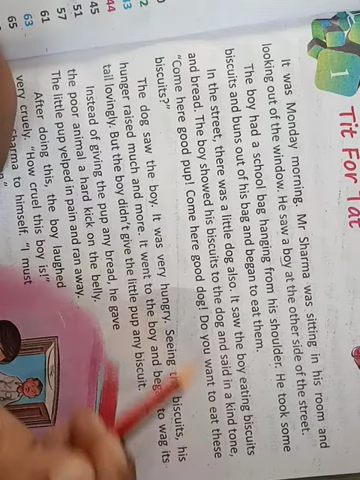 1
Tit For Tat
It was Monday morning. Mr Sharma was sitting in his room and
looking out of the window. He saw a boy at the other side of the street.
The boy had a school bag hanging from his shoulder. He took some
biscuits and buns out of his bag and began to eat them.
In the street, there was a little dog also. It saw the boy eating biscuits
and bread. The boy showed his biscuits to the dog and said in a kind tone,
"Come here good pup! Come here good dog! Do you want to eat these
biscuits?"
The dog saw the boy. It was very hungry. Seeing the biscuits, his
hunger raised much and more. It went to the boy and to wag its
tail lovingly. But the boy didn't give the little pup any biscuit.
Instead of giving the pup any bread, he gave
the poor animal a hard kick on the belly.
The little pup yelped in pain and ran away.
After doing this, the boy laughed
very cruely. "How cruel this boy is!"
to himself. "I must
44
45
51
57
61
63
65